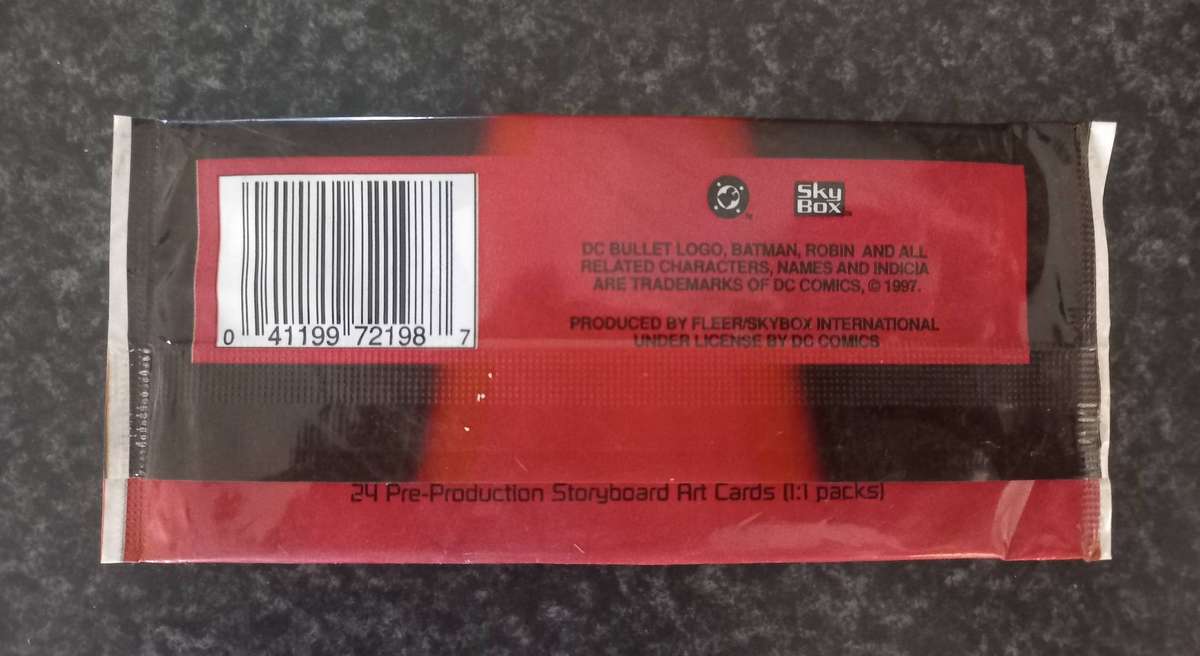 Sky
Box
DC BULLET LOGO, BATMAN, ROBIN AND ALL
RELATED CHARACTERS, NAMES AND INDICIA
ARE TRADEMARKS OF DC COMICS, © 1997.
PRODUCED BY FLEER/SKYBOX INTERNATIONAL
UNDER LICENSE BY DC COMICS
0 41199 72198 7
24 Pre-Production Storyboard Art Cards (1:1 packs)